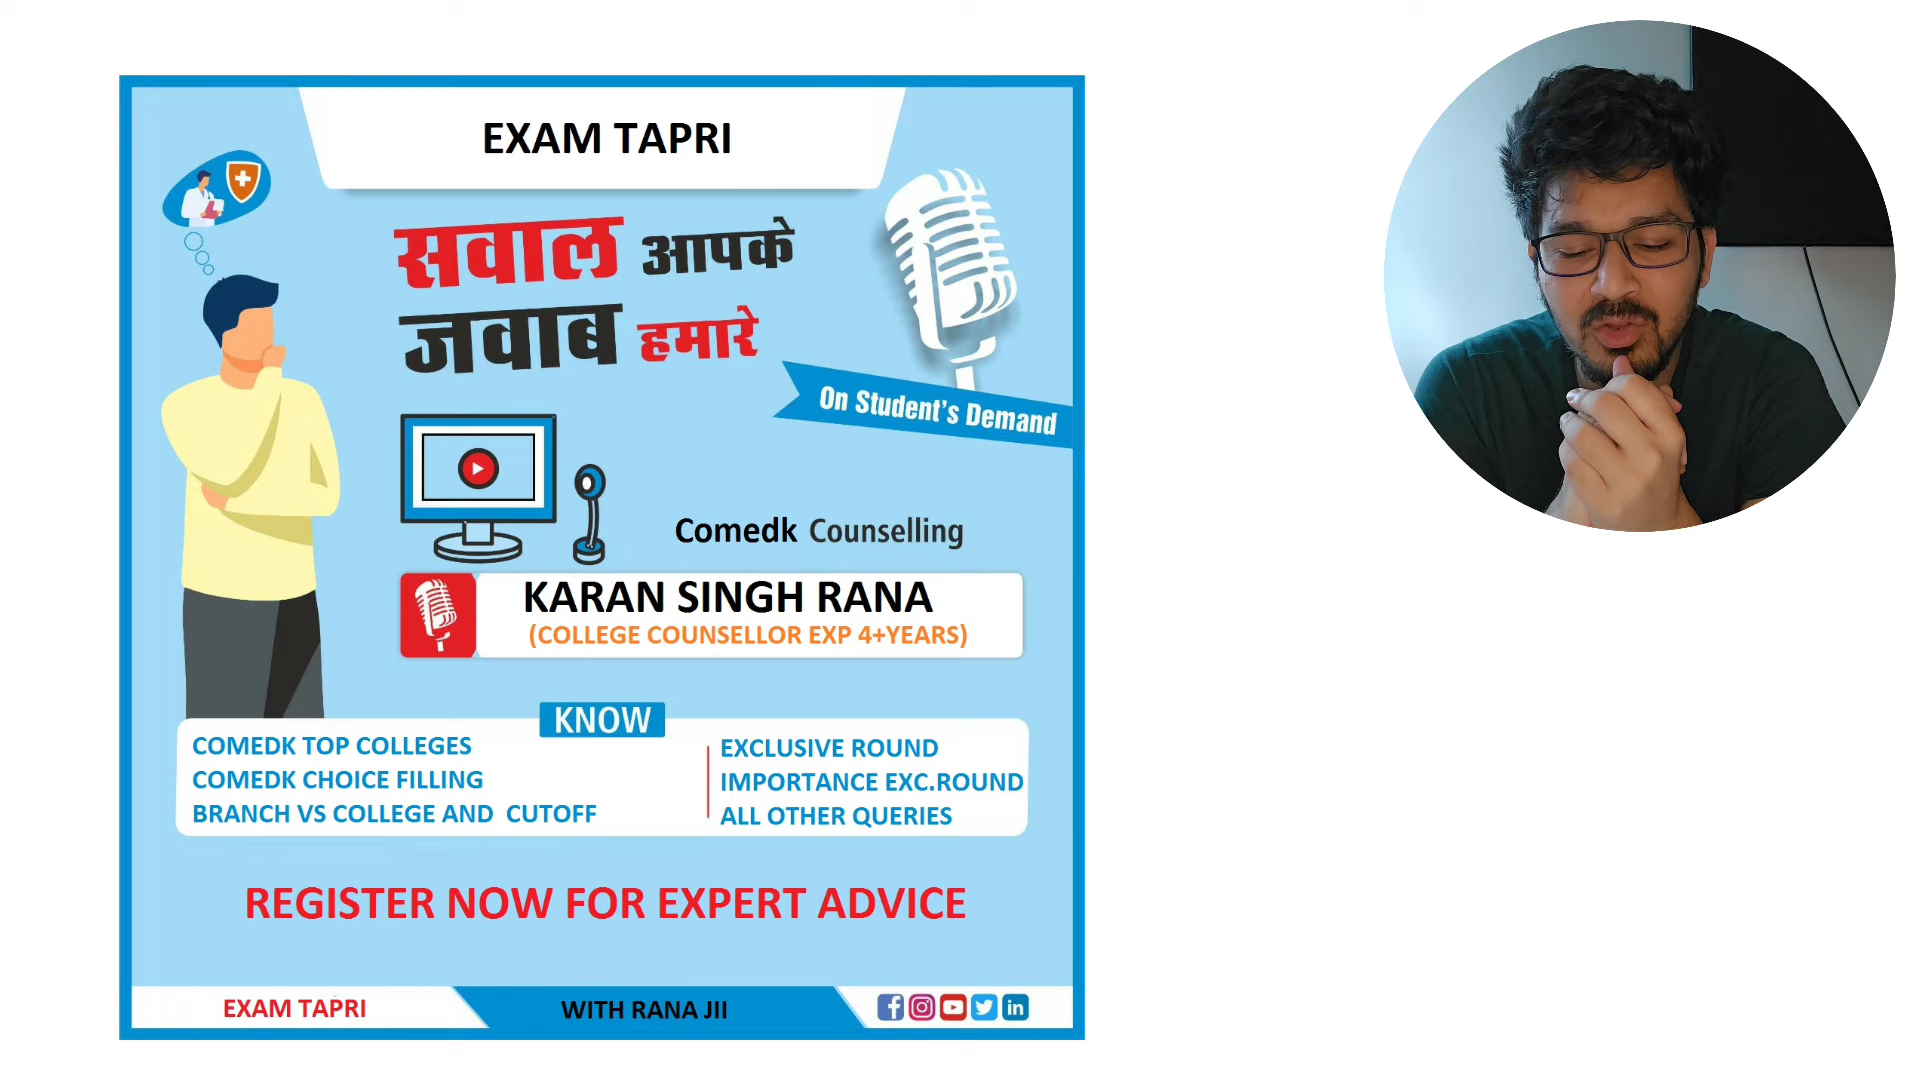 EXAM TAPRI
सवाल आपके
जवाब हमारे
On Student's Demand
Comedk Counselling
KARAN SINGH RANA
(COLLEGE COUNSELLOR EXP 4+YEARS)
KNOW
COMEDK TOP COLLEGES
COMEDK CHOICE FILLING
BRANCH VS COLLEGE AND CUTOFF
EXCLUSIVE ROUND
IMPORTANCE EXC.ROUND
ALL OTHER QUERIES
REGISTER NOW FOR EXPERT ADVICE
EXAM TAPRI
WITH RANA JII